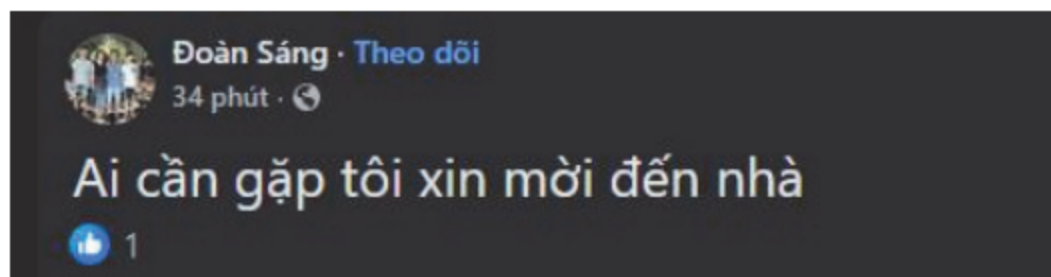 Đoàn Sáng · Theo dõi
34 phút ·
Ai cần gặp tôi xin mời đến nhà
1